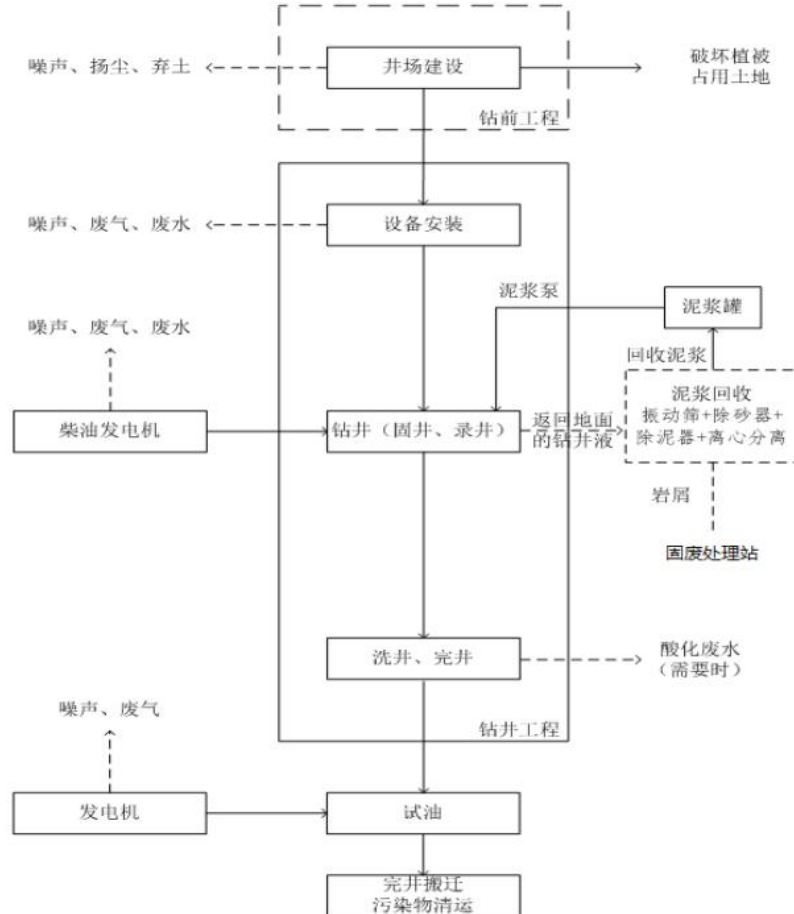 噪声、扬尘、弃土
井场建设
破坏植被
占用土地
钻前工程
噪声、废气、废水
设备安装
泥浆泵
泥浆罐
噪声、废气、废水
回收泥浆
泥浆回收
振动筛+除砂器+
除泥器+离心分离
柴油发电机
钻井（固井、录井）
返回地面
的钻井液
岩屑
固废处理站
洗井、完井
酸化废水
（需要时）
噪声、废气
钻井工程
发电机
试油
完井搬迁
污染物清运